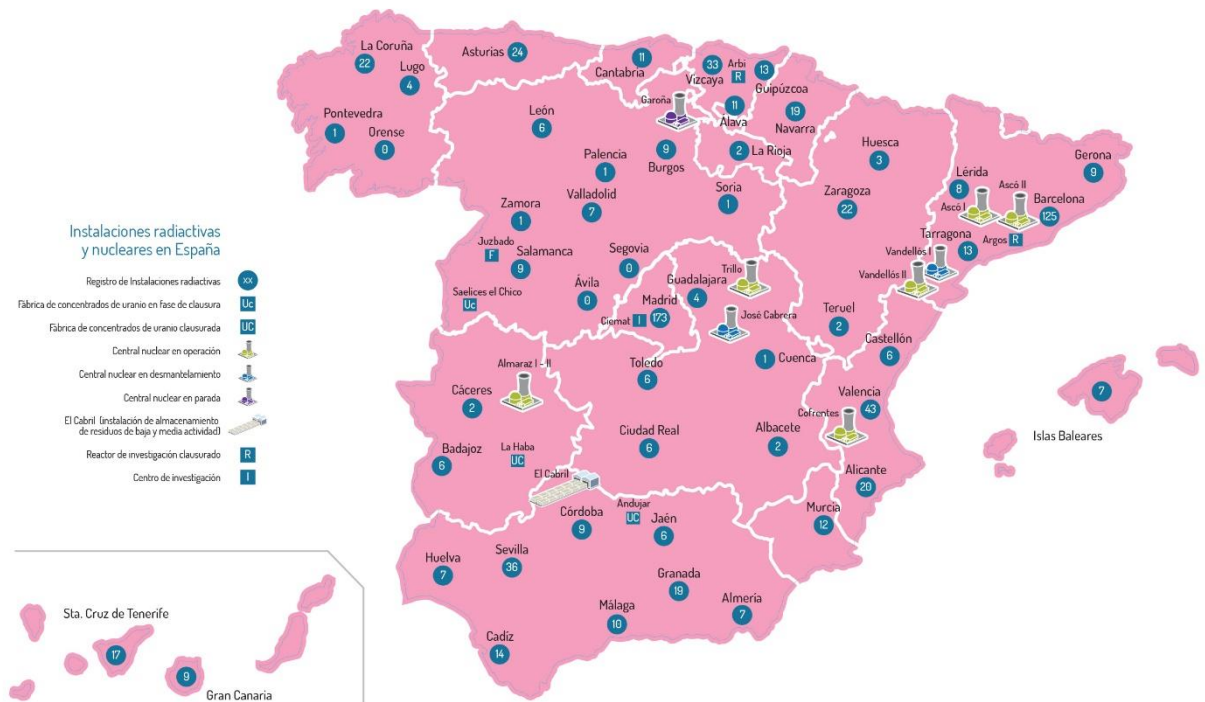 La Coruña
22
Lugo
4
Pontevedra
1
Orense
0
Asturias
24
Cantabria
11
Vizcaya
33
Arbi
R
Guipúzcoa
13
Álava
11
Navarra
19
Garoña
León
6
Palencia
1
Burgos
9
La Rioja
2
Huesca
3
Zaragoza
22
Teruel
2
Lérida
8
Ascó I
Ascó II
Gerona
9
Barcelona
125
Argos
R
Tarragona
13
Vandellós I
Vandellós II
Zamora
1
Valladolid
7
Soria
1
Juzbado
F
Salamanca
9
Segovia
0
Ávila
0
Saelices el Chico
Uc
Madrid
173
Ciemat
I
Guadalajara
4
Trillo
José Cabrera
Cuenca
1
Toledo
6
Ciudad Real
6
Albacete
2
Almaraz I - II
Cáceres
2
Badajoz
6
La Haba
UC
El Cabril
Castellón
6
Valencia
43
Cofrentes
Alicante
20
Murcia
12
Islas Baleares
7
Andujar
UC
Córdoba
9
Jaén
6
Huelva
7
Sevilla
36
Granada
19
Málaga
10
Almería
7
Cadíz
14
Instalaciones radiactivas
y nucleares en España
Registro de Instalaciones radiactivas
xx
Fábrica de concentrados de uranio en fase de clausura
Uc
Fábrica de concentrados de uranio clausurada
UC
Central nuclear en operación
Central nuclear en desmantelamiento
Central nuclear en parada
El Cabril (instalación de almacenamiento
de residuos de baja y media actividad)
Reactor de investigación clausurado
R
Centro de investigación
I
Sta. Cruz de Tenerife
17
9
Gran Canaria